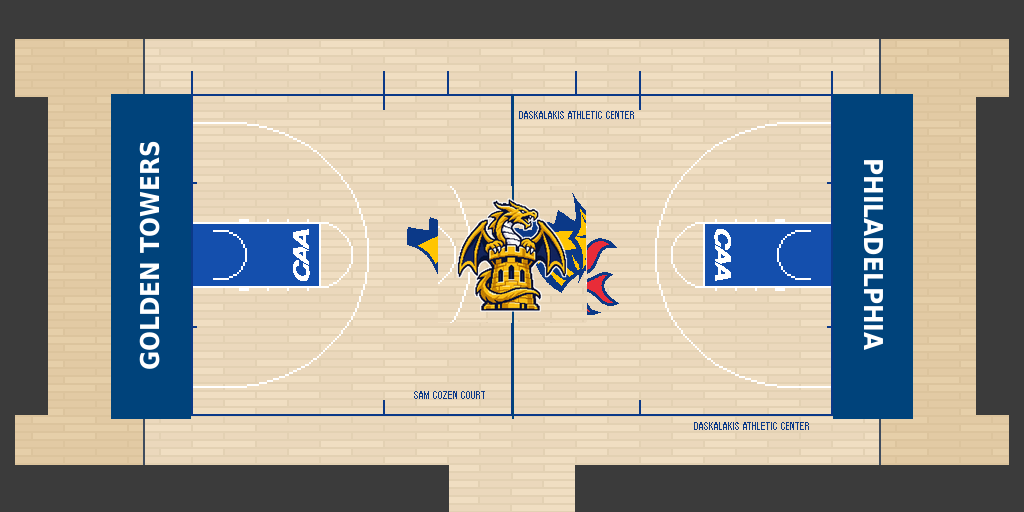 DASKALAKIS ATHLETIC CENTER
GOLDEN TOWERS
CAA
CAA
PHILADELPHIA
SAM COZEN COURT
DASKALAKIS ATHLETIC CENTER